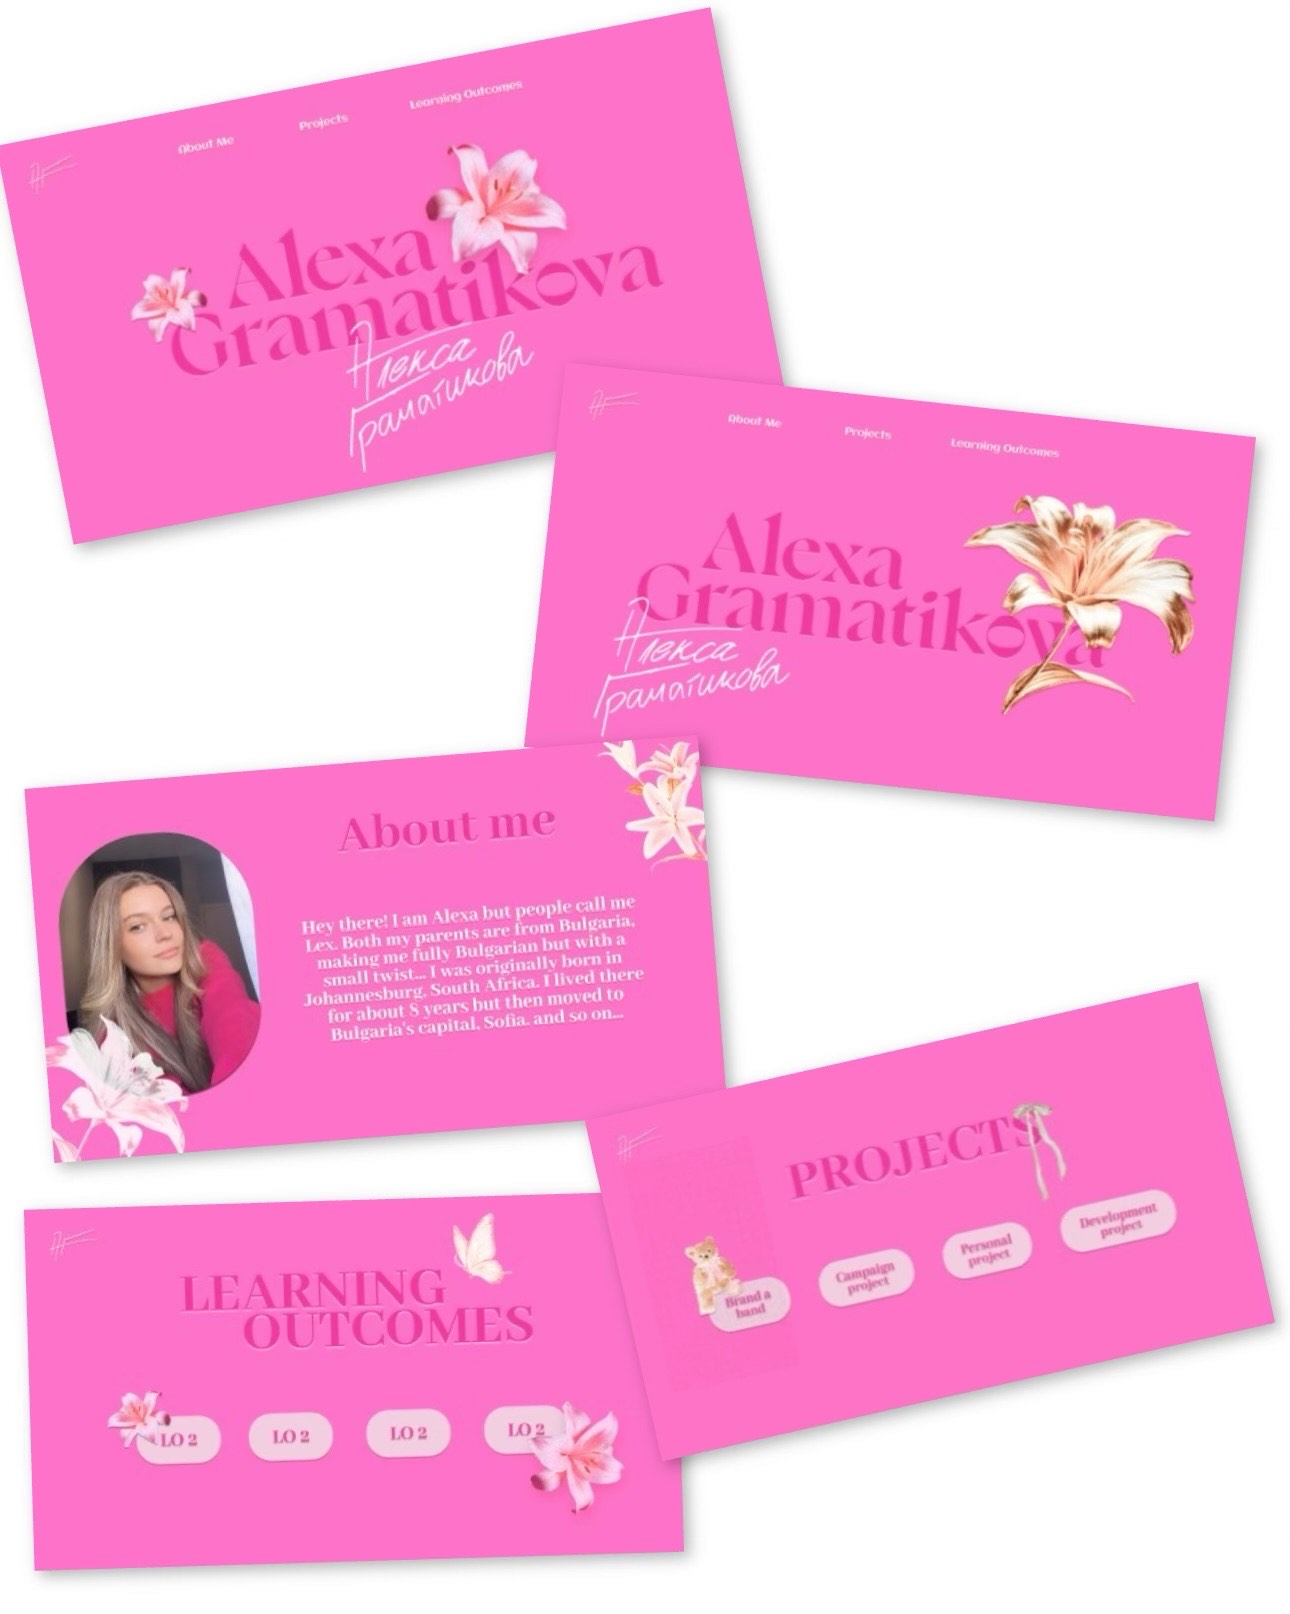 About Me
Projects
Learning Outcomes
Alexa
Gramatikova
Алекса
Граматикова
About Me
Projects
Learning Outcomes
Alexa
Gramatikova
Алекса
Граматикова
About me
Hey there! I am Alexa but people call me
Lex. Both my parents are from Bulgaria,
making me fully Bulgarian but with a
small twist... I was originally born in
Johannesburg, South Africa. I lived there
for about 8 years but then moved to
Bulgaria's capital, Sofia. and so on...
PROJECTS
Brand a
band
Campaign
project
Personal
project
Development
project
LEARNING
OUTCOMES
LO 2
LO 2
LO 2
LO 2